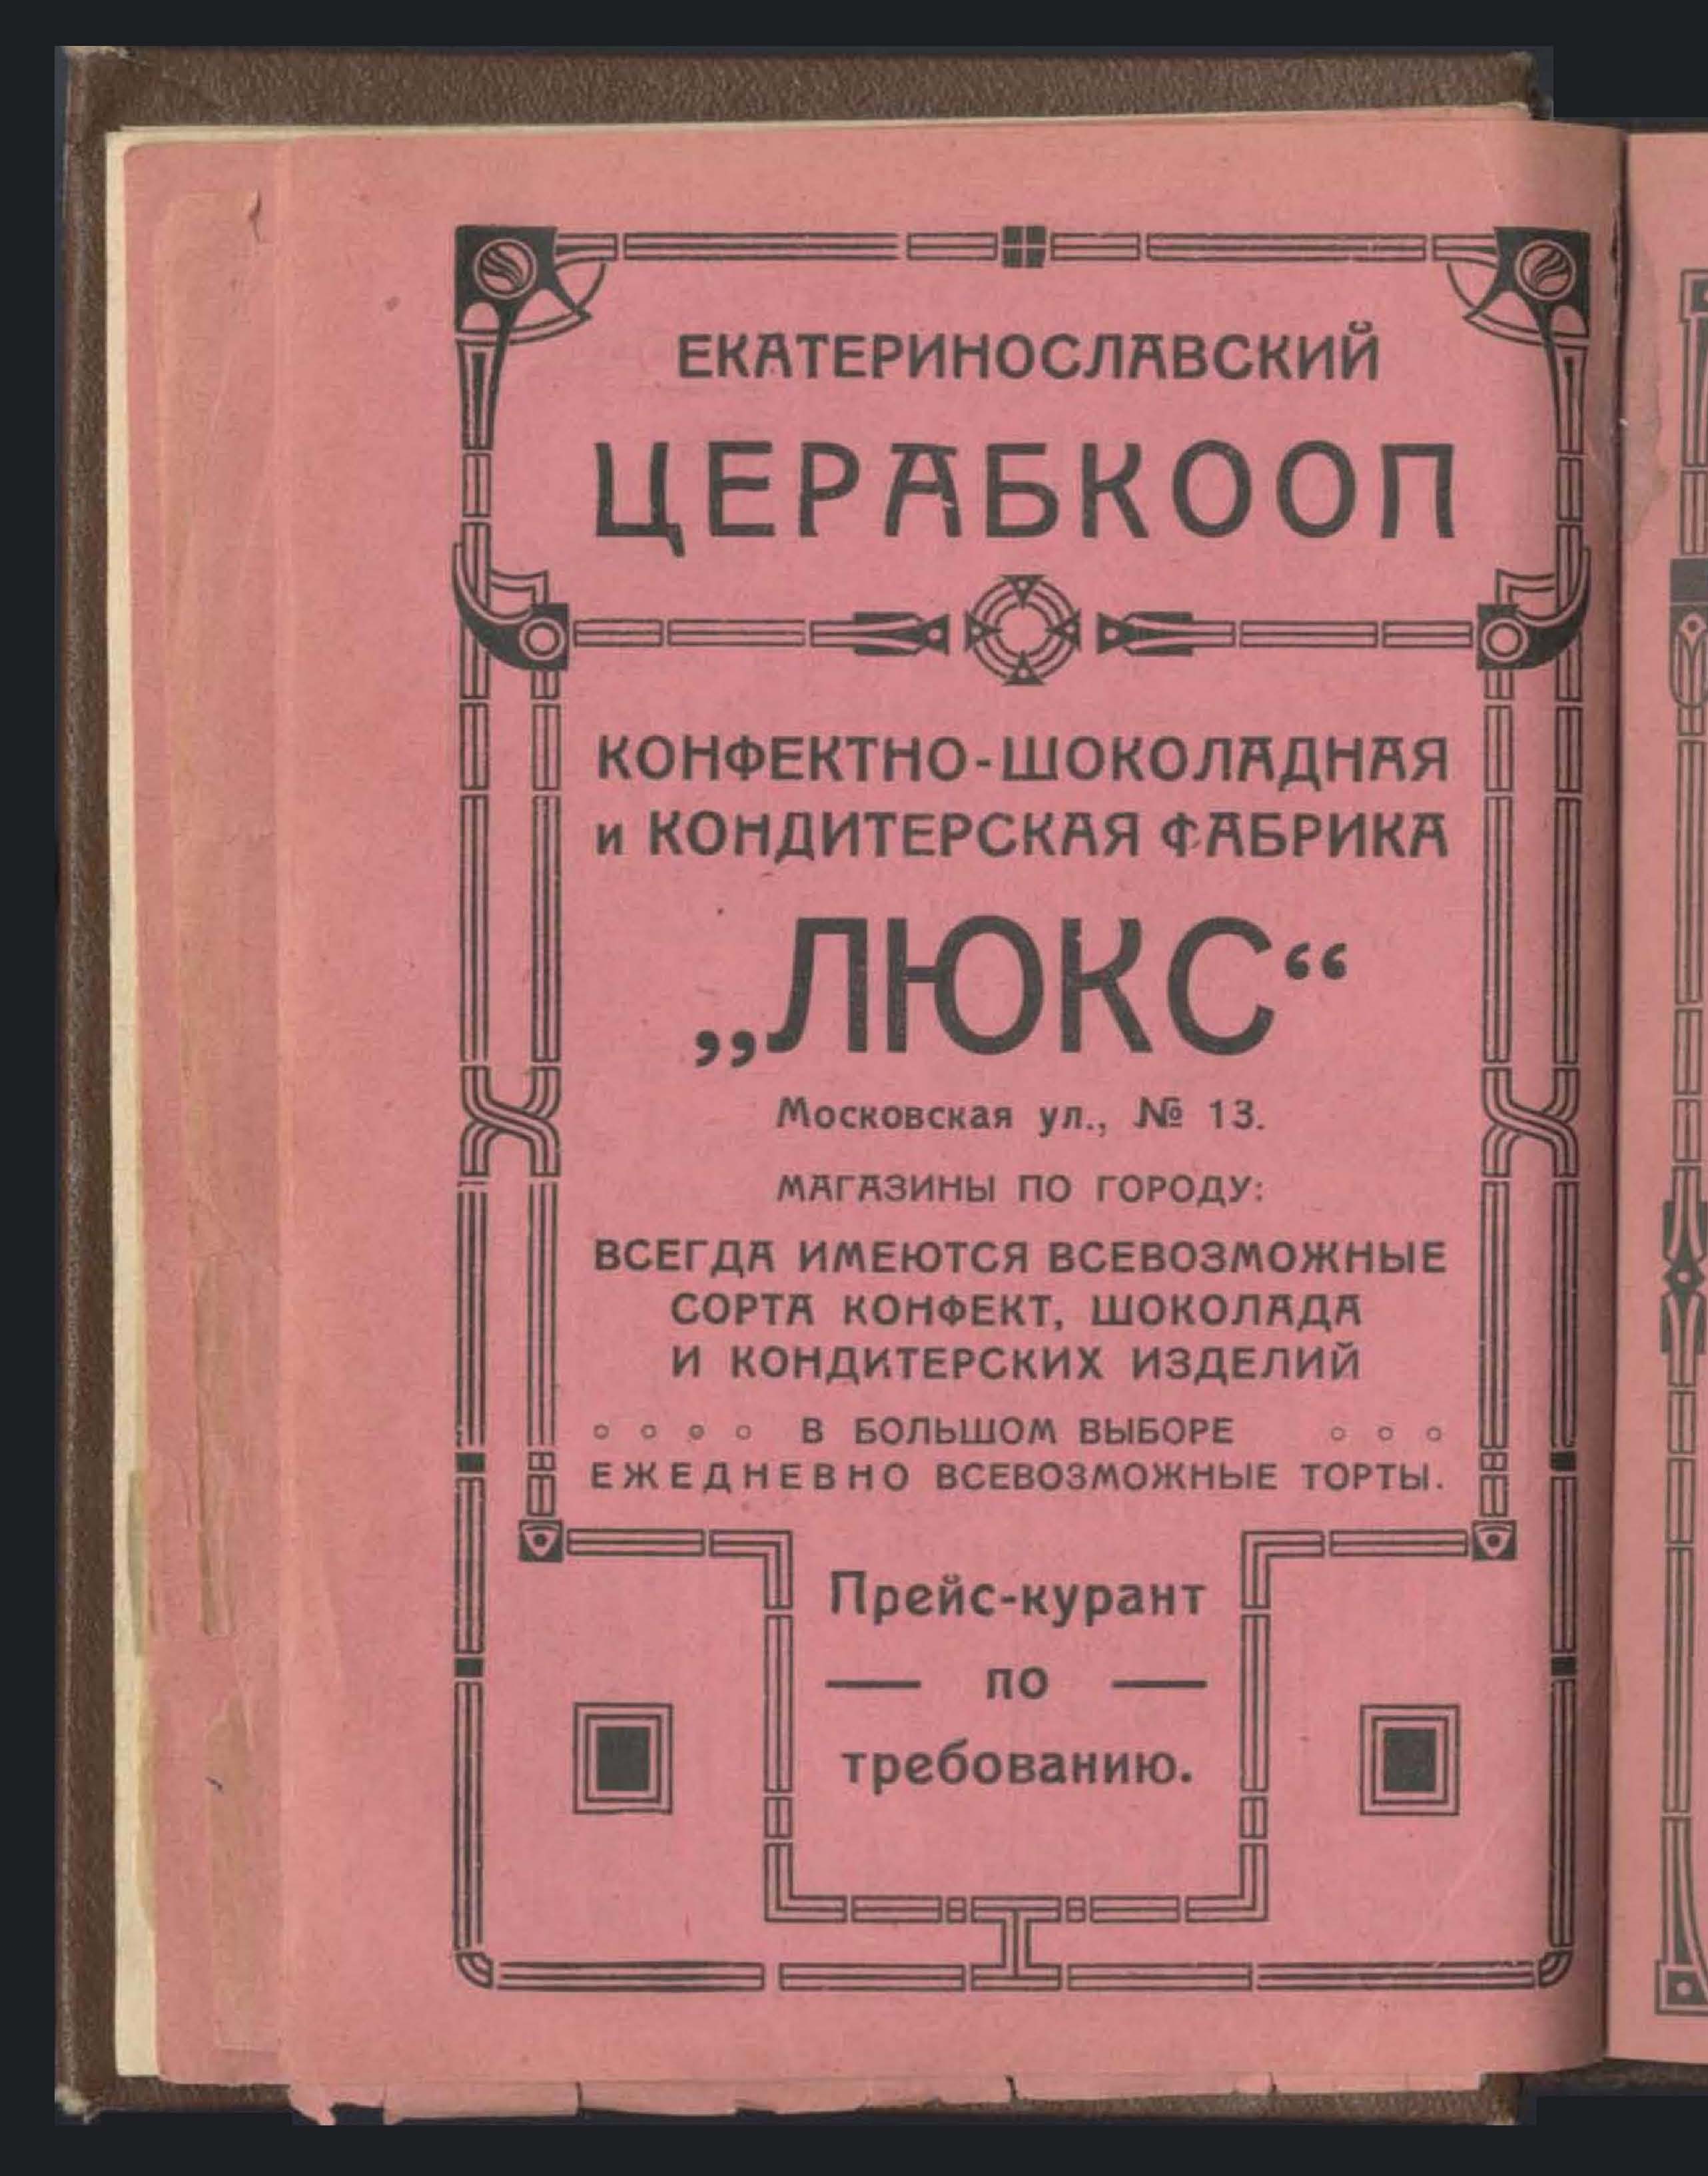 ЕКАТЕРИНОСЛАВСКИЙ
ЦЕРАБКООП
КОНФЕКТНО-ШОКОЛАДНАЯ
и КОНДИТЕРСКАЯ ФАБРИКА
„ЛЮКС“
Московская ул., № 13.
МАГАЗИНЫ ПО ГОРОДУ:
ВСЕГДА ИМЕЮТСЯ ВСЕВОЗМОЖНЫЕ
СОРТА КОНФЕКТ, ШОКОЛАДА
И КОНДИТЕРСКИХ ИЗДЕЛИЙ
В БОЛЬШОМ ВЫБОРЕ
ЕЖЕДНЕВНО ВСЕВОЗМОЖНЫЕ ТОРТЫ.
Прейс-курант
— по —
требованию.